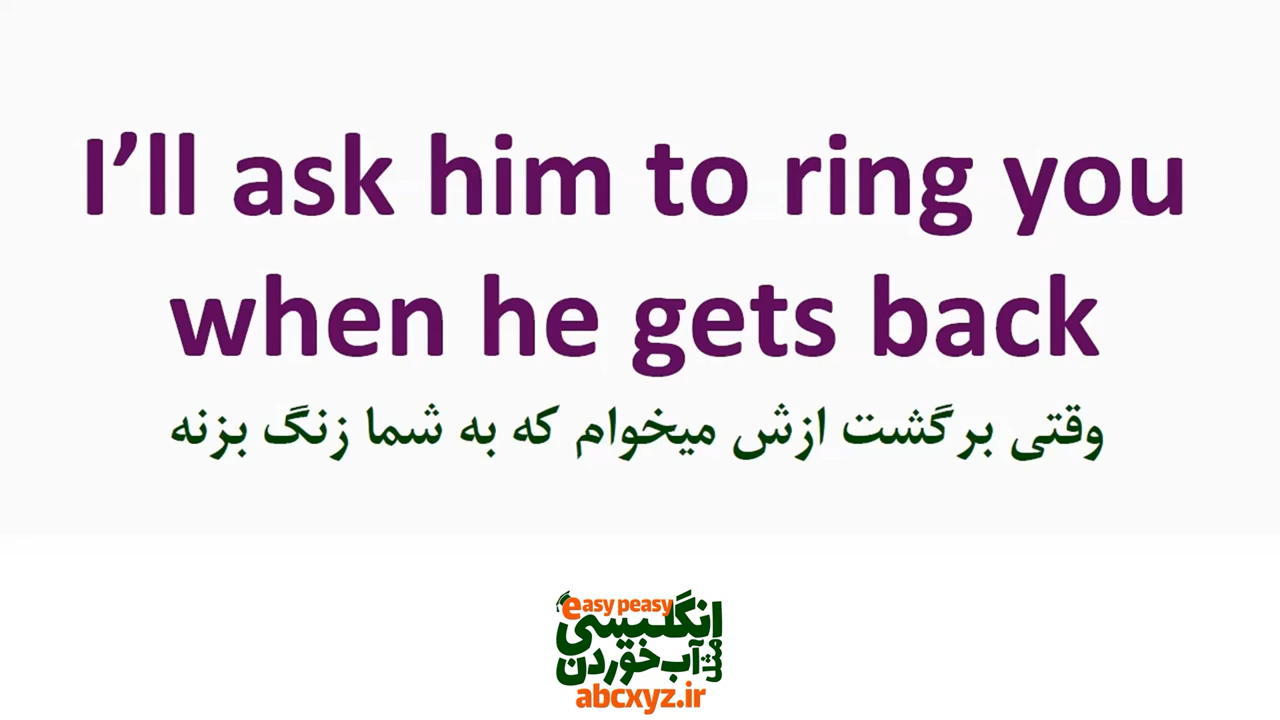 I’ll ask him to ring you
when he gets back
وقتی برگشت ازش میخوام که به شما زنگ بزنه
easy peasy
انگلیسی
مثل آب خوردن
abcxyz.ir